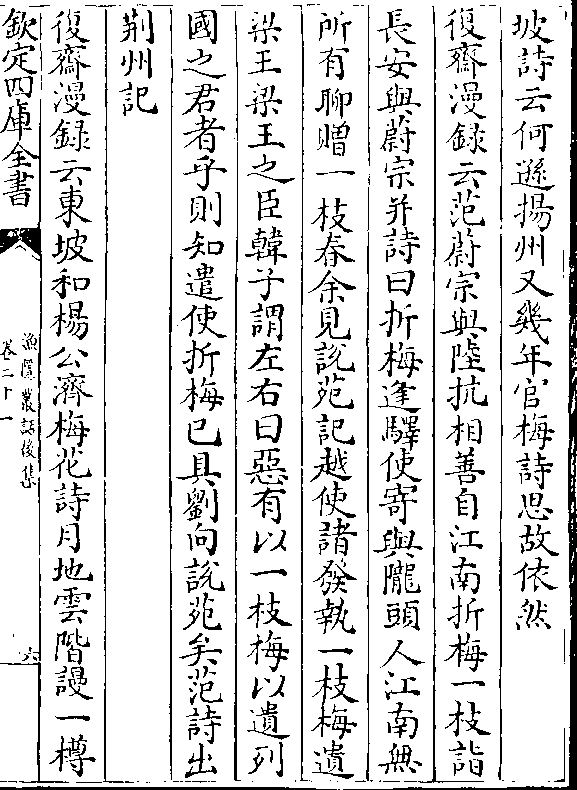 坡詩云何遜揚州又幾年官梅詩思故依然
復齋漫録云范蔚宗與陸抗相善自江南折梅一枝詣
長安與蔚宗并詩曰折梅逢驛使寄與隴頭人江南無
所有聊贈一枝春余見説苑記越使諸發執一枝梅遺
梁王梁王之臣韓子謂左右曰惡有以一枝梅以遺列
國之君者乎則知遣使折梅已具劉向説苑矣范詩出
荆州記
復齋漫録云東坡和楊公濟梅花詩月地雲階謾一樽
欽定四庫全書
漁隱叢話後集
卷二十一
六